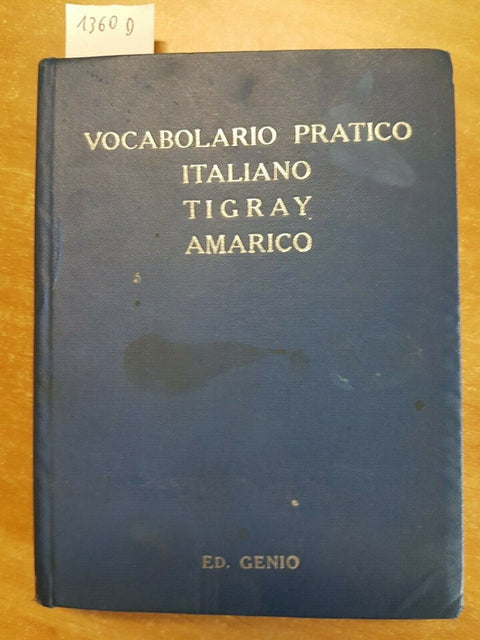 1360 D
VOCABOLARIO PRATICO
ITALIANO
TIGRAY
AMARICO
ED. GENIO